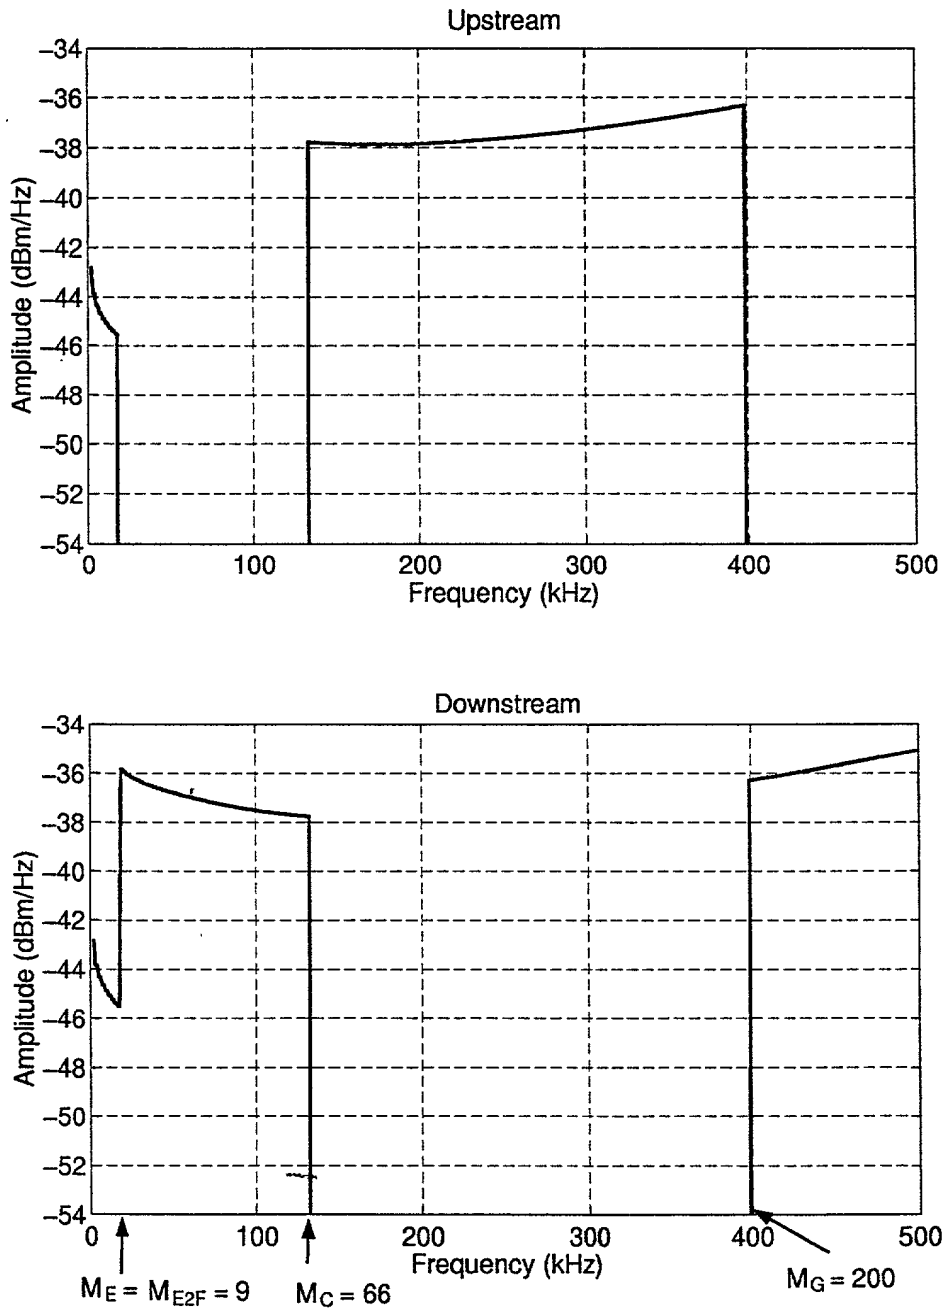 Upstream
Amplitude (dBm/Hz)
−34
−36
−38
−40
−42
−44
−46
−48
−50
−52
−54
0 100 200 300 400 500
Frequency (kHz)
Downstream
Amplitude (dBm/Hz)
−34
−36
−38
−40
−42
−44
−46
−48
−50
−52
−54
0 100 200 300 400 500
Frequency (kHz)
M_E = M_E2F = 9 M_C = 66 M_G = 200